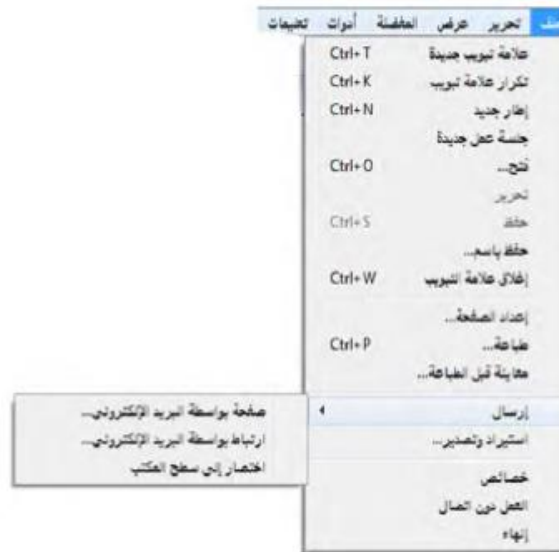 ملف تحرير عرض المفضلة أدوات تعليمات
علامة تبويب جديدة Ctrl+T
تكرار علامة تبويب Ctrl+K
إطار جديد Ctrl+N
جلسة عمل جديدة
فتح... Ctrl+O
تحرير
حفظ Ctrl+S
حفظ باسم...
إغلاق علامة التبويب Ctrl+W
إعداد الصفحة...
طباعة... Ctrl+P
معاينة قبل الطباعة...
إرسال
صفحة بواسطة البريد الإلكتروني...
ارتباط بواسطة البريد الإلكتروني...
اختصار إلى سطح المكتب
استيراد وتصدير...
خصائص
العمل دون اتصال
إنهاء